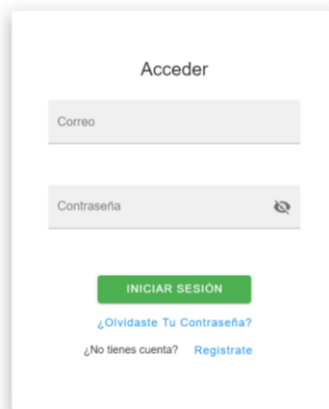 Acceder
Correo
Contraseña
INICIAR SESIÓN
¿Olvidaste Tu Contraseña?
¿No tienes cuenta? Registrate